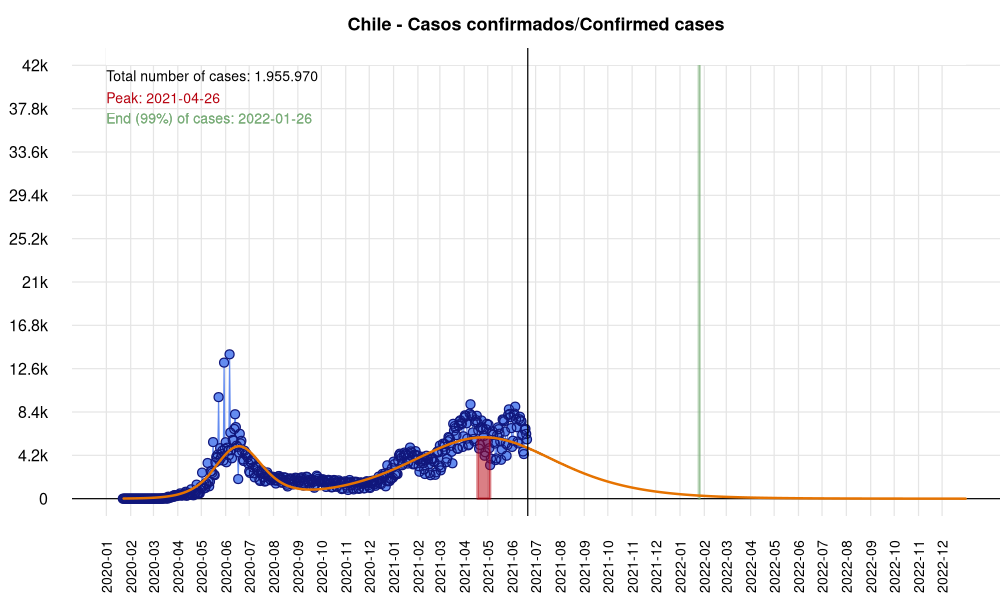 Chile - Casos confirmados/Confirmed cases
42k
Total number of cases: 1.955.970
Peak: 2021-04-26
End (99%) of cases: 2022-01-26
37.8k
33.6k
29.4k
25.2k
21k
16.8k
12.6k
8.4k
4.2k
0
2020-01
2020-02
2020-03
2020-04
2020-05
2020-06
2020-07
2020-08
2020-09
2020-10
2020-11
2020-12
2021-01
2021-02
2021-03
2021-04
2021-05
2021-06
2021-07
2021-08
2021-09
2021-10
2021-11
2021-12
2022-01
2022-02
2022-03
2022-04
2022-05
2022-06
2022-07
2022-08
2022-09
2022-10
2022-11
2022-12